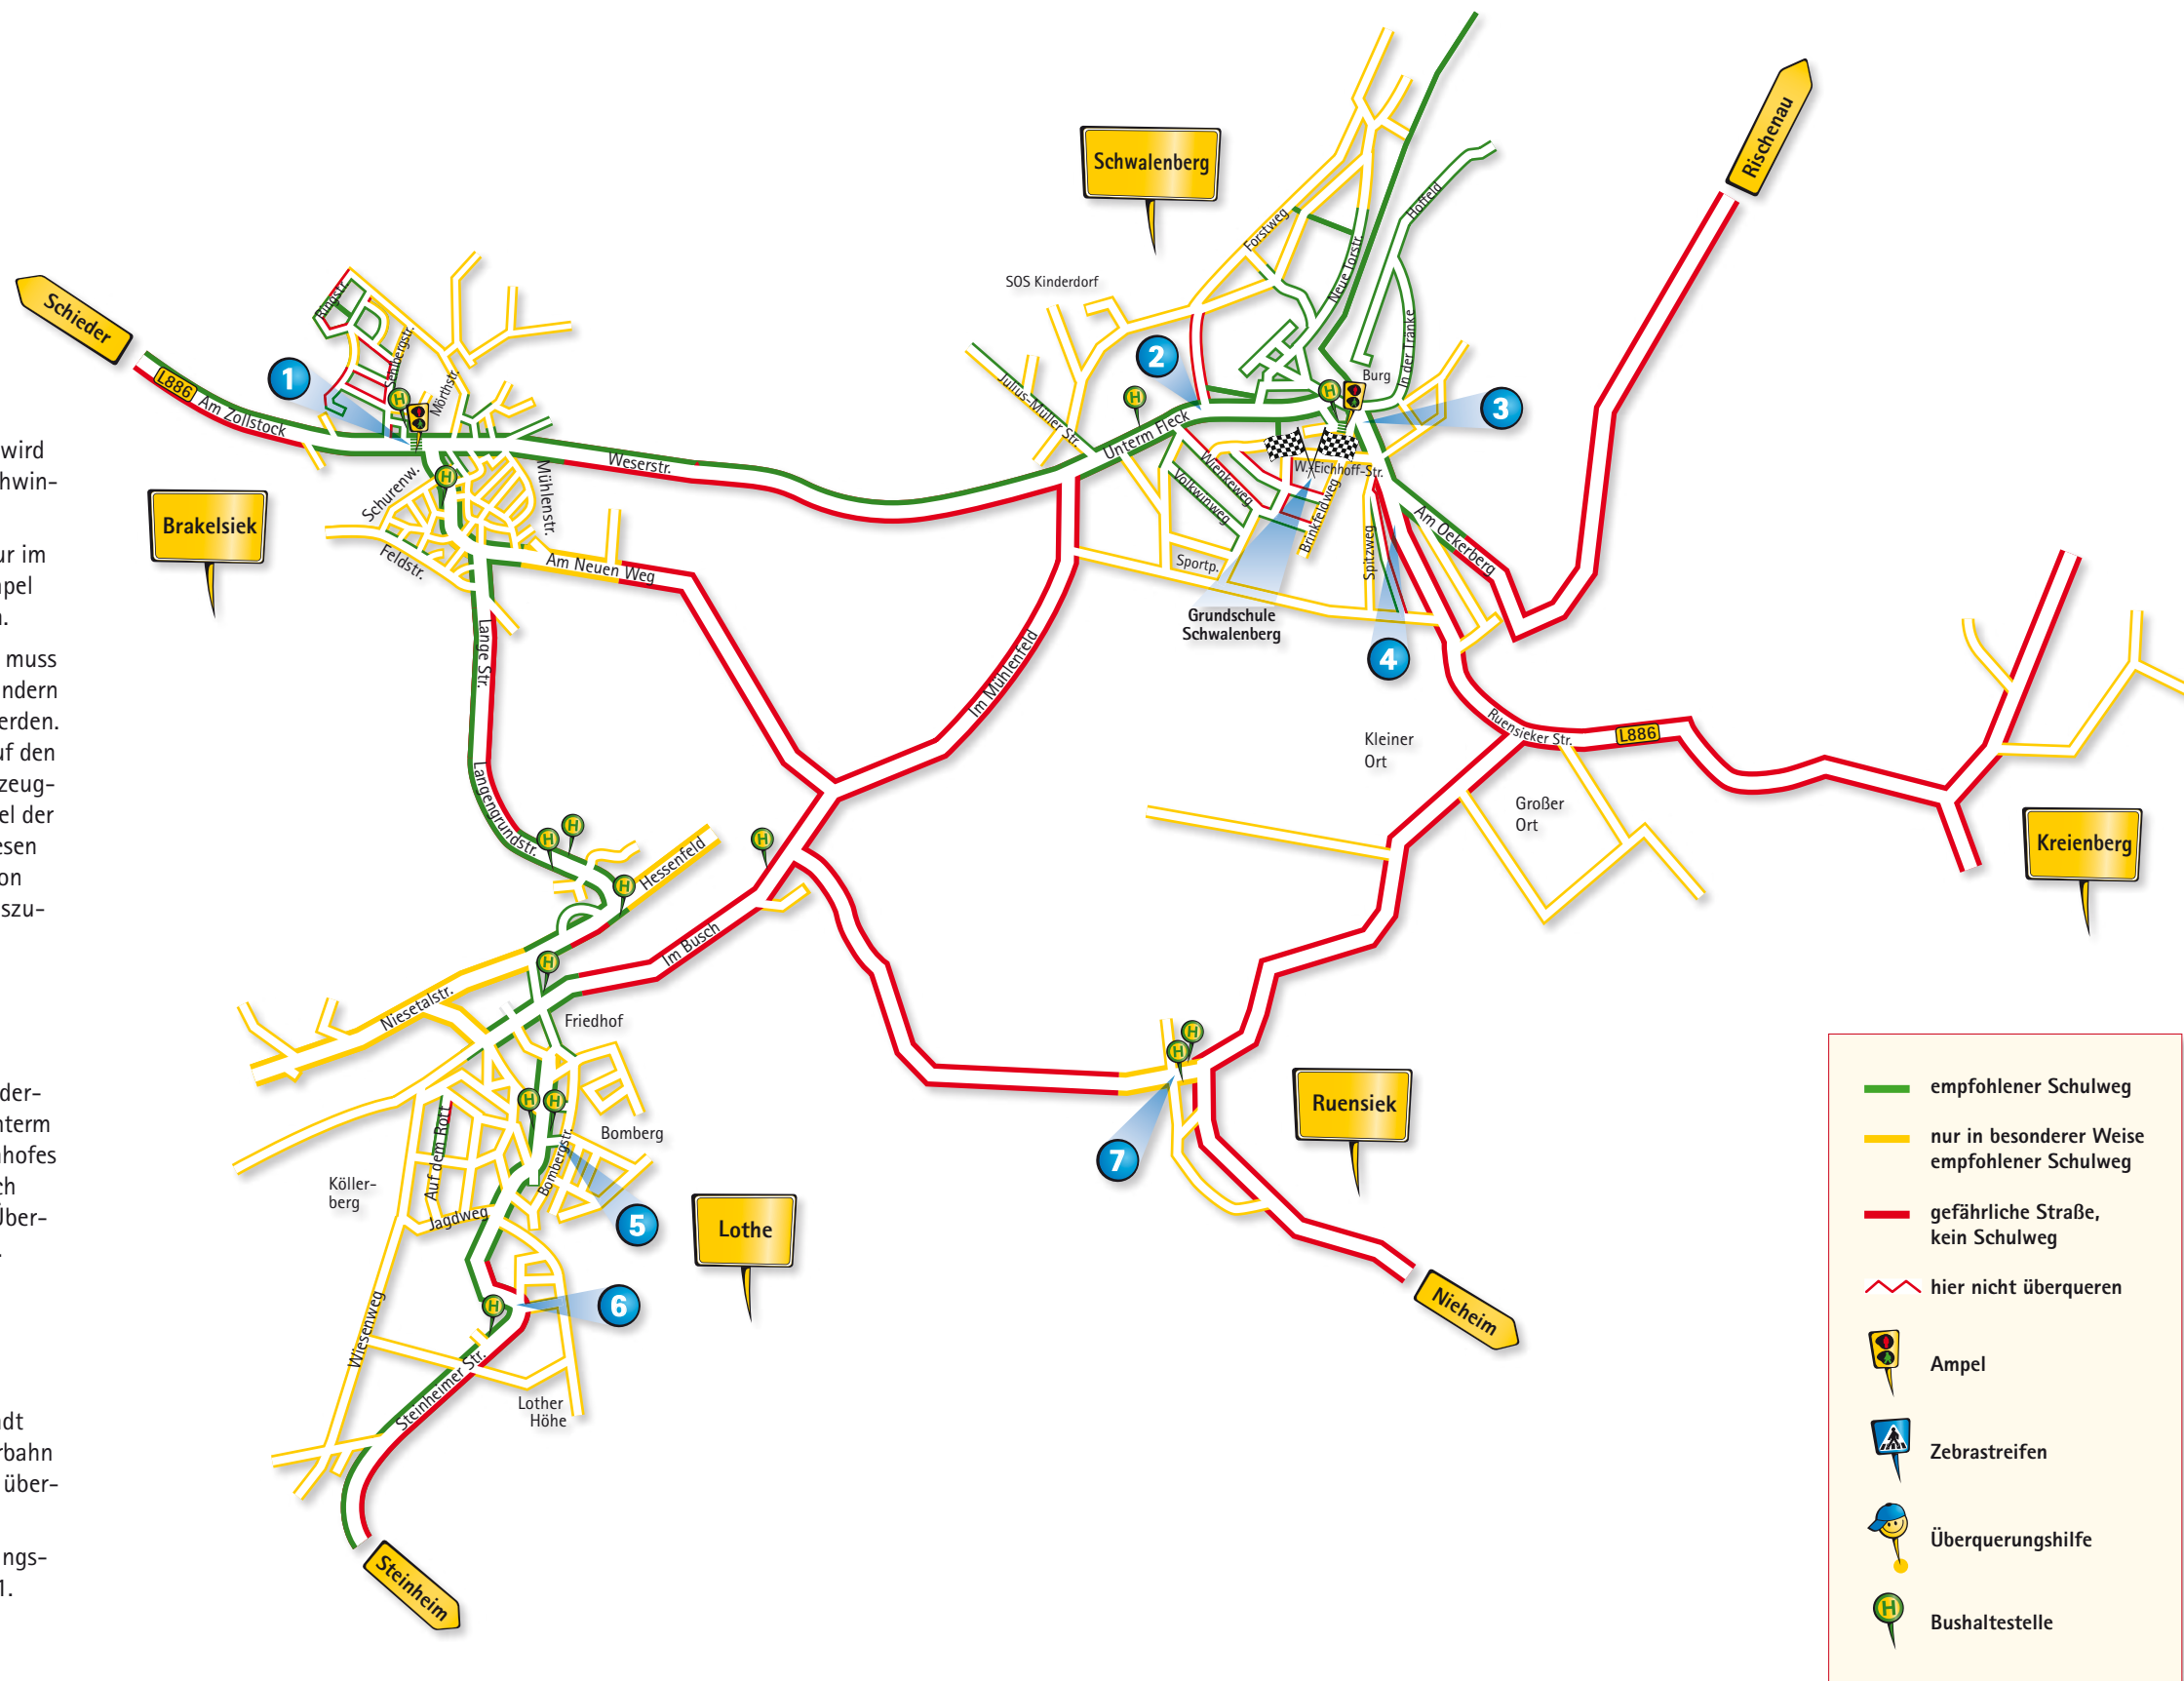 wird
hwin-
ur im
npel
n.
muss
ndern
erden.
uf den
zeug-
el der
esen
on
szu-
der-
nterm
nhofes
ch
Über-
.
adt
rbahn
über-
ngs-
1.
Schieder
L886
Am Zollstock
Ringstr.
Mörthstr.
1
H
Brakelsiek
Schurenw.
H
Feldstr.
Mühlenstr.
Weserstr.
Am Neuen Weg
Lange Str.
Langengrundstr.
H
H
H
H
Hessenfeld
Im Busch
Im Mühlenfeld
H
Niesetalstr.
Friedhof
H
H
Bomberg
Bombergstr.
Auf dem Rott
Köller-
berg
Jagdweg
5
Lothe
6
H
Wiesenweg
Steinheimer Str.
Lother
Höhe
Steinheim
Schwalenberg
SOS Kinderdorf
Forstweg
Neue Torstr.
Hoffeld
In der Tränke
Burg
2
H
H
3
Julius-Müller Str.
Unterm Fleck
Wienkeweg
Volkwinweg
W.-Eichhoff-Str.
Brinkfeldweg
Spitzweg
Am Oekerberg
Sportp.
Grundschule
Schwalenberg
4
Rischenau
Kleiner
Ort
Ruensieker Str.
L886
Großer
Ort
Kreienberg
H
H
7
Ruensiek
Nieheim
empfohlener Schulweg
nur in besonderer Weise
empfohlener Schulweg
gefährliche Straße,
kein Schulweg
hier nicht überqueren
Ampel
Zebrastreifen
Überquerungshilfe
H
Bushaltestelle